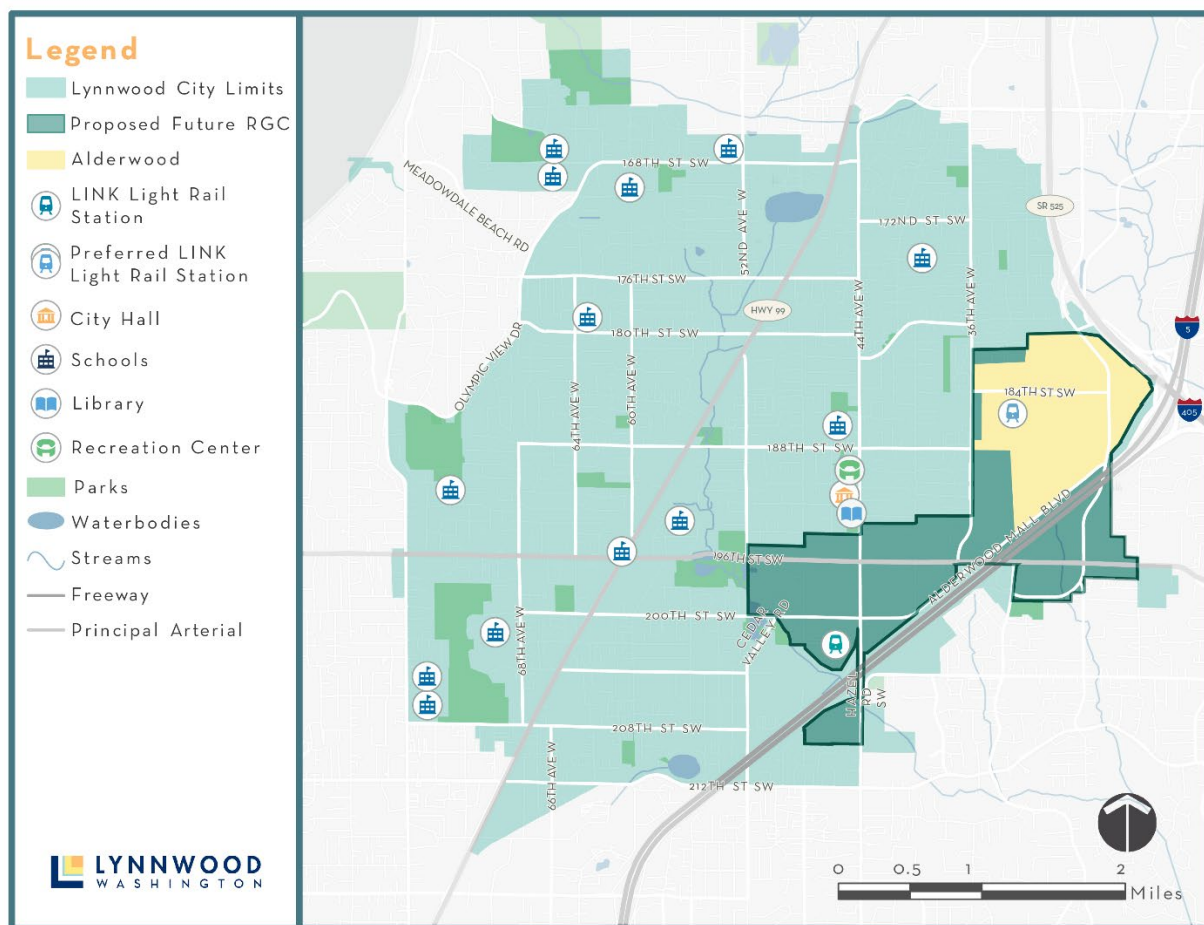 Legend
Lynnwood City Limits
Proposed Future RGC
Alderwood
LINK Light Rail
Station
Preferred LINK
Light Rail Station
City Hall
Schools
Library
Recreation Center
Parks
Waterbodies
Streams
Freeway
Principal Arterial
LYNNWOOD
WASHINGTON
168TH ST SW
MEADOWDALE BEACH RD
52ND AVE W
SR 525
172ND ST SW
176TH ST SW
HWY 99
44TH AVE W
36TH AVE W
5
180TH ST SW
OLYMPIC VIEW DR
64TH AVE W
60TH AVE W
184TH ST SW
405
188TH ST SW
ALDERWOOD MALL BLVD
196TH ST SW
200TH ST SW
CEDAR
VALLEY RD
68TH AVE W
HAZEL
RD
SW
208TH ST SW
66TH AVE W
212TH ST SW
0 0.5 1 2
Miles